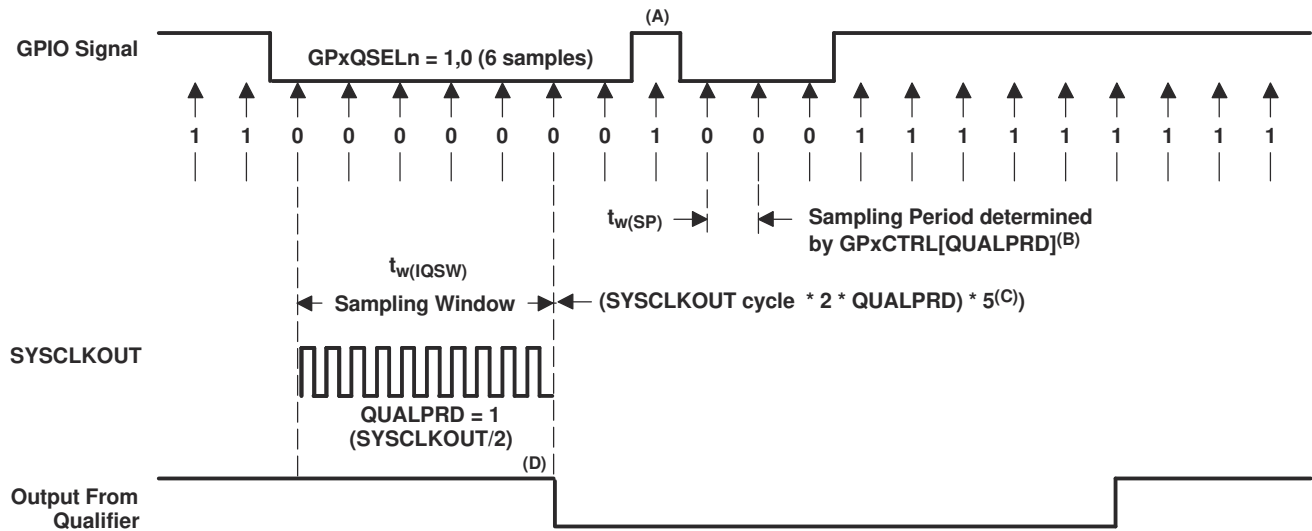 (A)
GPIO Signal
GPxQSELn = 1,0 (6 samples)
1 1 0 0 0 0 0 0 0 1 0 0 0 1 1 1 1 1 1 1 1 1
tw(SP)
Sampling Period determined
by GPxCTRL[QUALPRD](B)
tw(IQSW)
Sampling Window
(SYSCLKOUT cycle * 2 * QUALPRD) * 5(C))
SYSCLKOUT
QUALPRD = 1
(SYSCLKOUT/2)
(D)
Output From
Qualifier